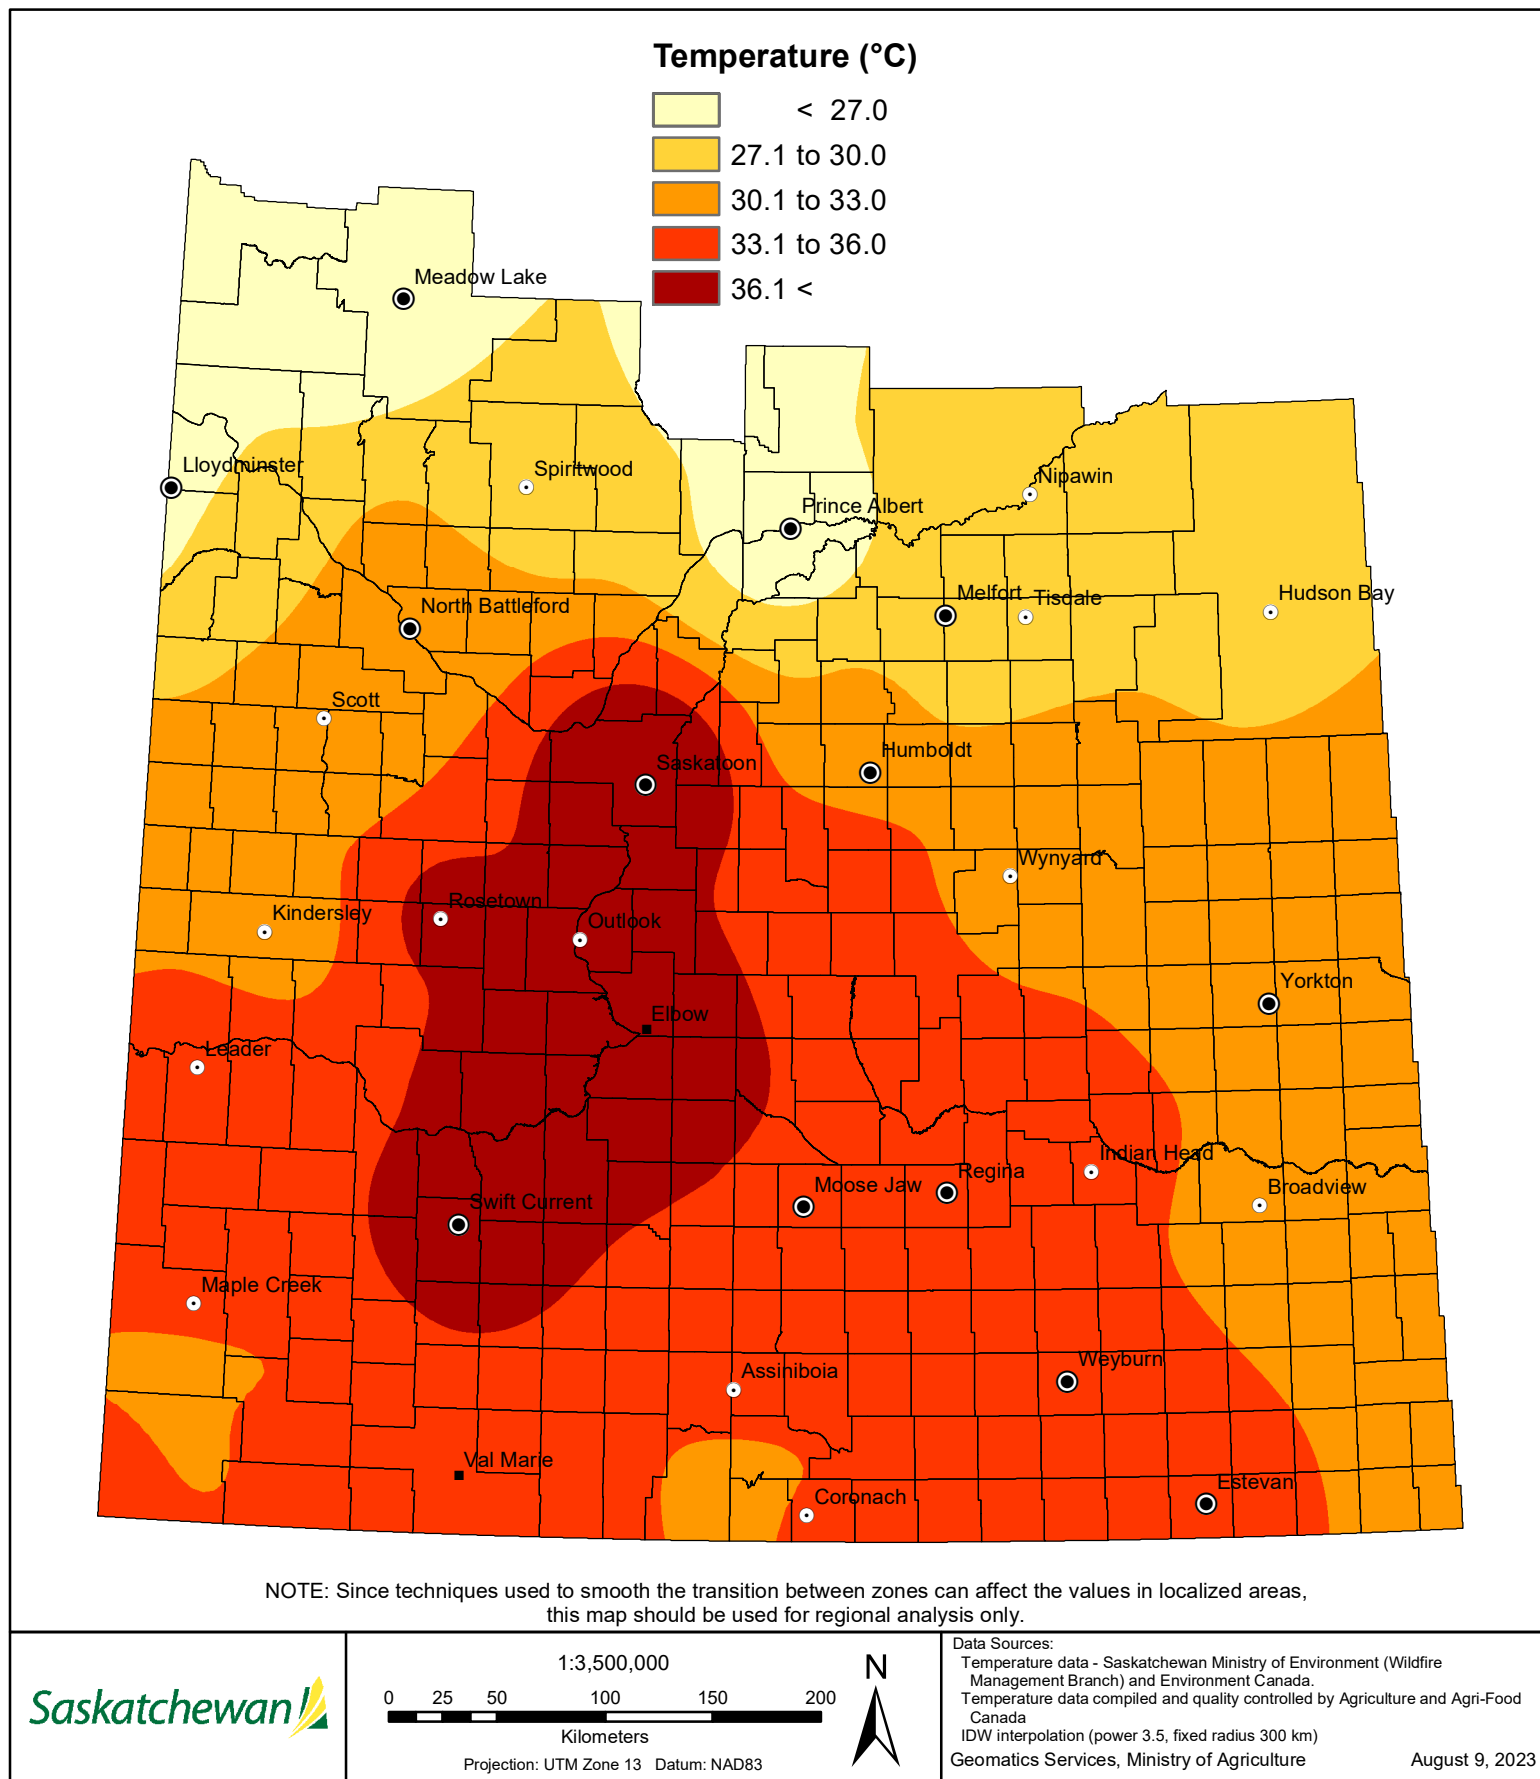 Temperature (°C)
< 27.0
27.1 to 30.0
30.1 to 33.0
33.1 to 36.0
36.1 <
Meadow Lake
Lloydminster
Spiritwood
Nipawin
Prince Albert
Melfort
Tisdale
Hudson Bay
North Battleford
Scott
Humboldt
Saskatoon
Wynyard
Rosetown
Kindersley
Outlook
Yorkton
Elbow
Leader
Indian Head
Regina
Moose Jaw
Broadview
Swift Current
Maple Creek
Weyburn
Assiniboia
Val Marie
Estevan
Coronach
NOTE: Since techniques used to smooth the transition between zones can affect the values in localized areas,
this map should be used for regional analysis only.
Saskatchewan
1:3,500,000
0 25 50 100 150 200
Kilometers
Projection: UTM Zone 13 Datum: NAD83
N
Data Sources:
Temperature data - Saskatchewan Ministry of Environment (Wildfire
Management Branch) and Environment Canada.
Temperature data compiled and quality controlled by Agriculture and Agri-Food
Canada
IDW interpolation (power 3.5, fixed radius 300 km)
Geomatics Services, Ministry of Agriculture August 9, 2023